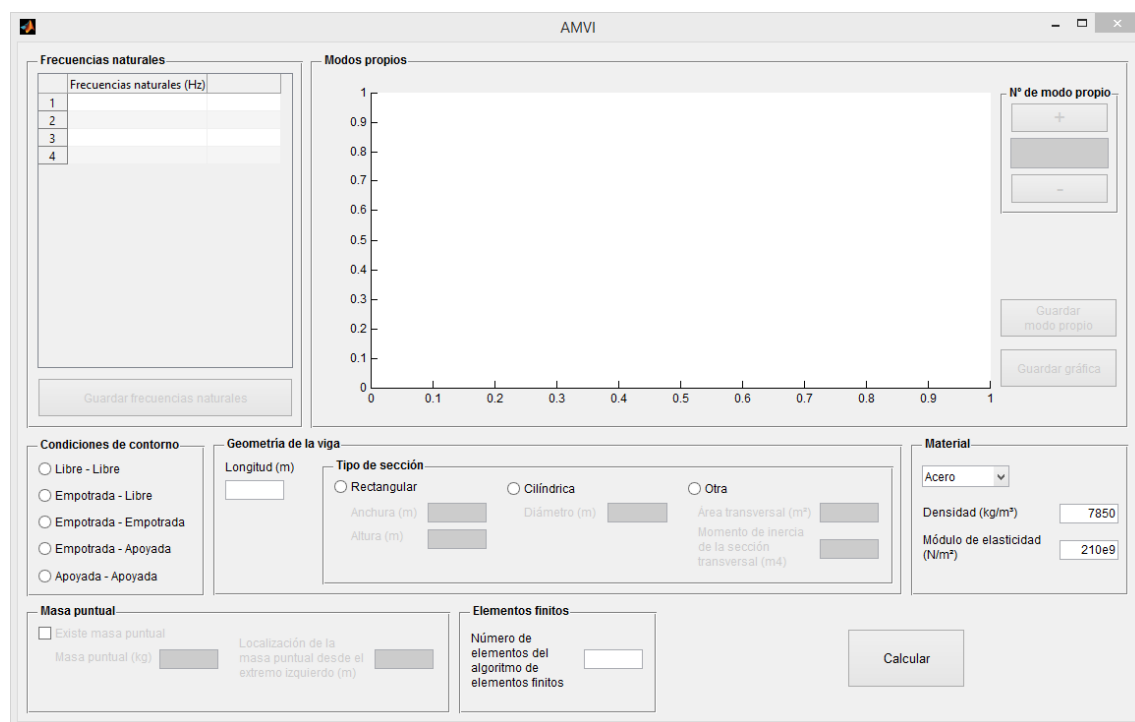 AMVI
Frecuencias naturales
Frecuencias naturales (Hz)
1
2
3
4
Guardar frecuencias naturales
Modos propios
1
0.9
0.8
0.7
0.6
0.5
0.4
0.3
0.2
0.1
0
0 0.1 0.2 0.3 0.4 0.5 0.6 0.7 0.8 0.9 1
Nº de modo propio
+
-
Guardar
modo propio
Guardar gráfica
Condiciones de contorno
Libre - Libre
Empotrada - Libre
Empotrada - Empotrada
Empotrada - Apoyada
Apoyada - Apoyada
Geometría de la viga
Longitud (m)
Tipo de sección
Rectangular
Anchura (m)
Altura (m)
Cilíndrica
Diámetro (m)
Otra
Área transversal (m²)
Momento de inercia
de la sección
transversal (m4)
Material
Acero
Densidad (kg/m³) 7850
Módulo de elasticidad
(N/m²) 210e9
Masa puntual
Existe masa puntual
Masa puntual (kg)
Localización de la
masa puntual desde el
extremo izquierdo (m)
Elementos finitos
Número de
elementos del
algoritmo de
elementos finitos
Calcular